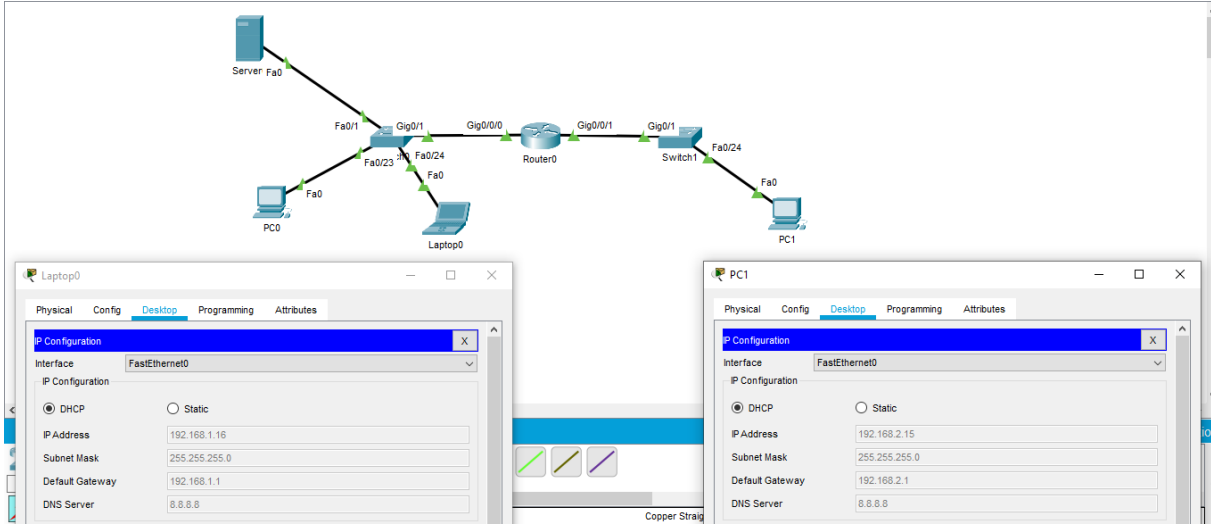 Server
Fa0
Fa0/1
Gig0/1
Gig0/0/0
Gig0/0/1
Gig0/1
Router0
Switch1
Fa0/24
Fa0/23
Fa0/24
Fa0
Fa0
Fa0
PC0
Laptop0
PC1
Laptop0
Physical Config Desktop Programming Attributes
IP Configuration X
Interface FastEthernet0
IP Configuration
DHCP Static
IP Address 192.168.1.16
Subnet Mask 255.255.255.0
Default Gateway 192.168.1.1
DNS Server 8.8.8.8
PC1
Physical Config Desktop Programming Attributes
IP Configuration X
Interface FastEthernet0
IP Configuration
DHCP Static
IP Address 192.168.2.15
Subnet Mask 255.255.255.0
Default Gateway 192.168.2.1
DNS Server 8.8.8.8
Copper Straig